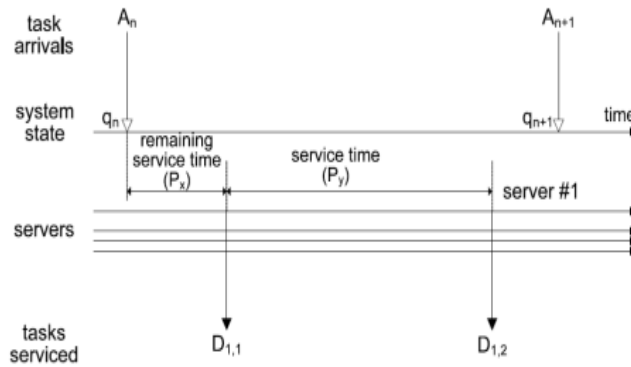 task
arrivals
Aₙ
Aₙ₊₁
system
state
qₙ
qₙ₊₁
time
remaining
service time
(Pₓ)
service time
(Pᵧ)
server #1
servers
tasks
serviced
D₁,₁
D₁,₂